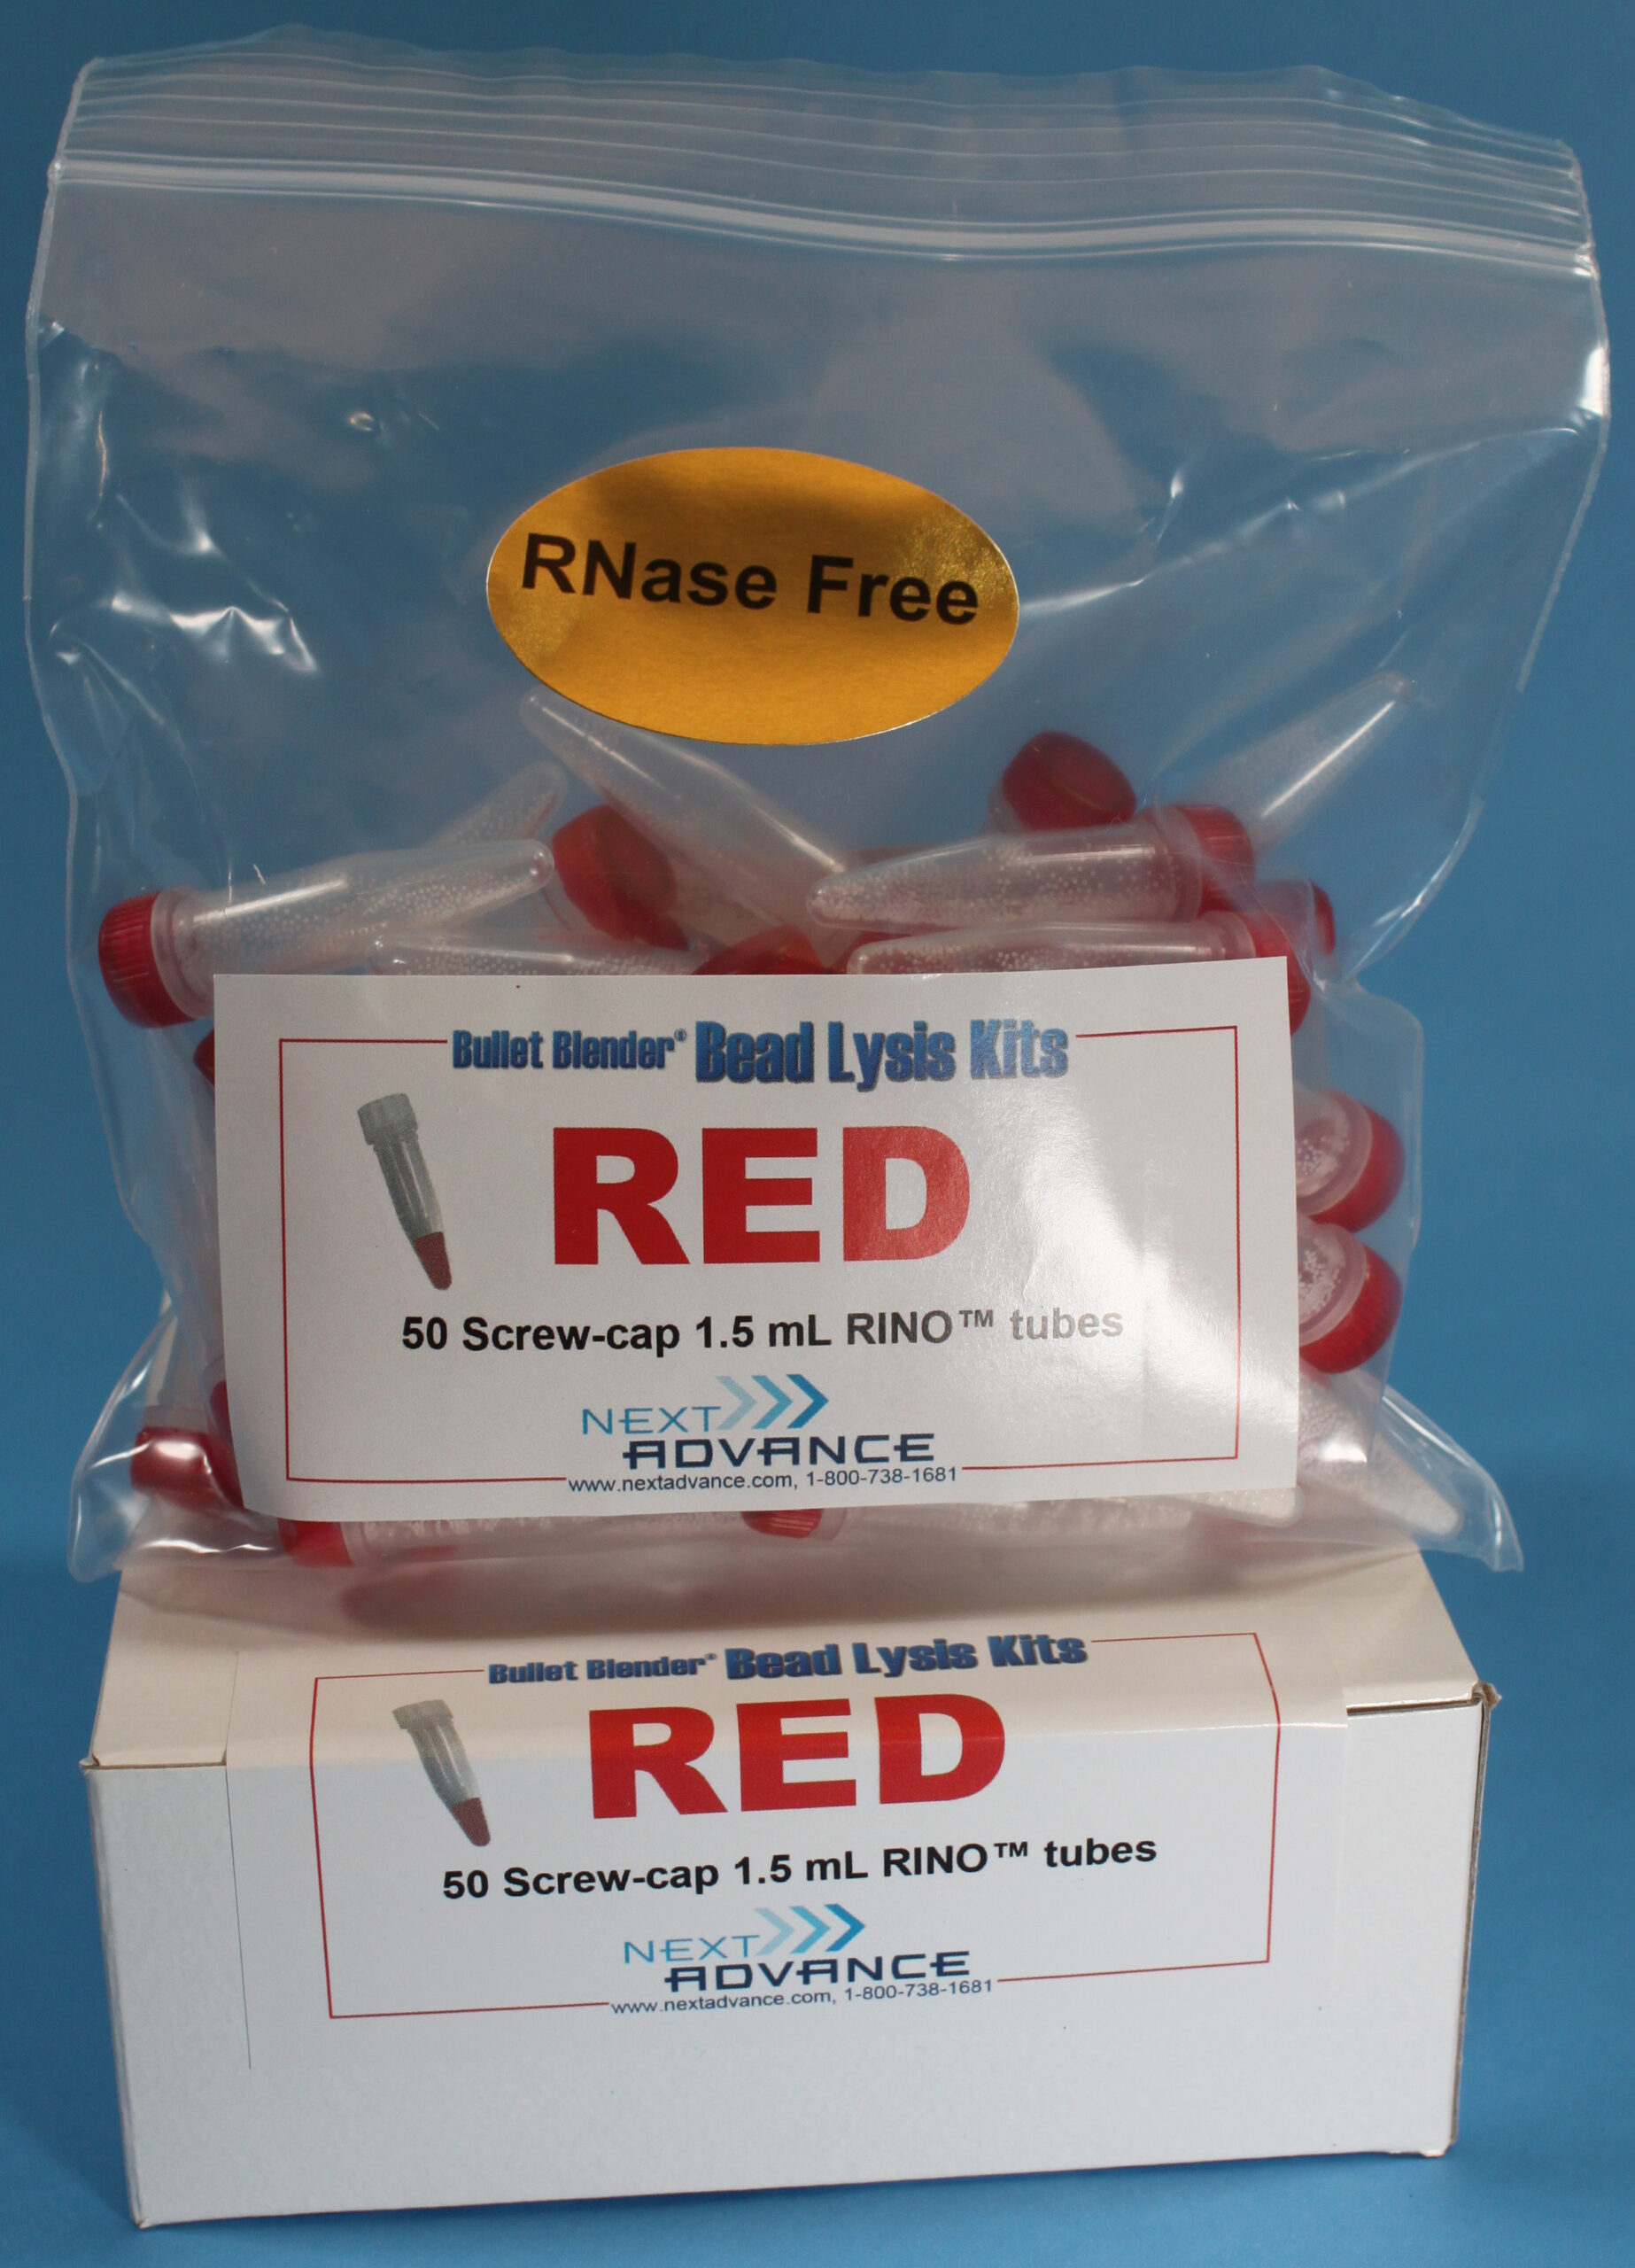 RNase Free
Bullet Blender® Bead Lysis Kits
RED
50 Screw-cap 1.5 mL RINO™ tubes
NEXT
ADVANCE
www.nextadvance.com, 1-800-738-1681
Bullet Blender® Bead Lysis Kits
RED
50 Screw-cap 1.5 mL RINO™ tubes
NEXT
ADVANCE
www.nextadvance.com, 1-800-738-1681